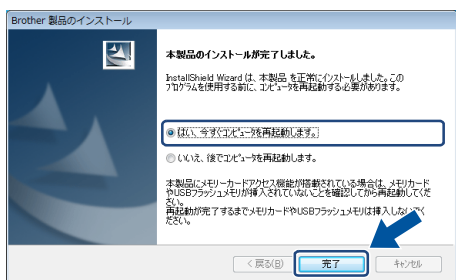 Brother 製品のインストール
本製品のインストールが完了しました。
InstallShield Wizard は、本製品 を正常にインストールしました。この
プログラムを使用する前に、コンピュータを再起動する必要があります。
はい、今すぐコンピュータを再起動します。
いいえ、後でコンピュータを再起動します。
本製品にメモリーカードアクセス機能が搭載されている場合は、メモリカード
やUSBフラッシュメモリが挿入されていないことを確認してから再起動してくだ
さい。
再起動が完了するまでメモリカードやUSBフラッシュメモリは挿入しないでく
ださい。
< 戻る(B)
完了
キャンセル